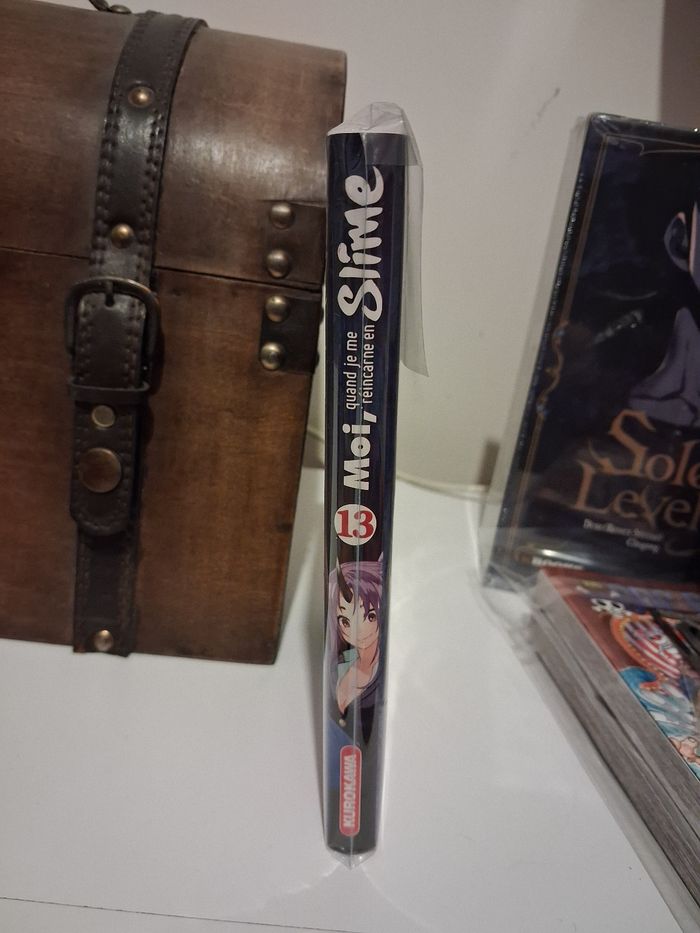 Moi,
quand je me
réincarne en
Slime
13
KUROKAWA
Solo
Level